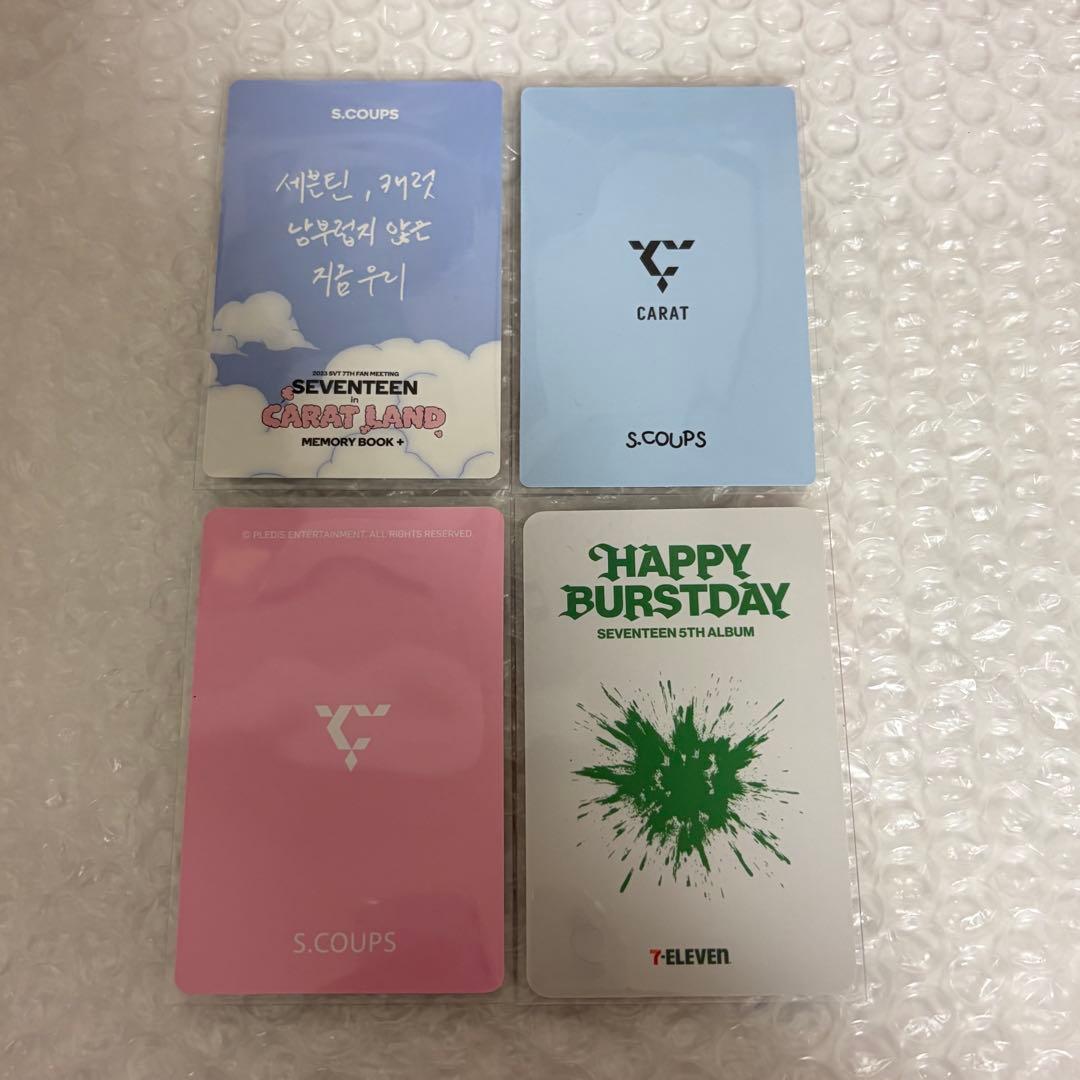 S.COUPS
세븐틴, 캐럿
남부럽지 않은
지금 우리
2023 SVT 7TH FAN MEETING
SEVENTEEN
in
CARAT LAND
MEMORY BOOK +
CARAT
S.COUPS
© PLEDIS ENTERTAINMENT. ALL RIGHTS RESERVED.
S.COUPS
HAPPY
BURSTDAY
SEVENTEEN 5TH ALBUM
7-ELEVEn